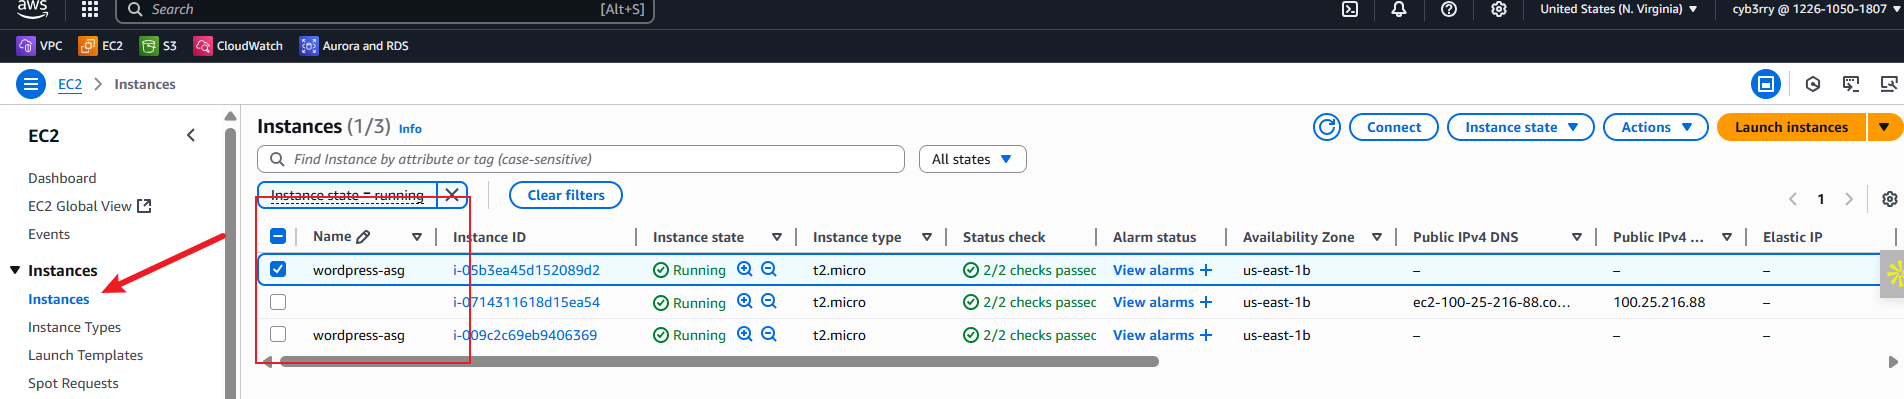 aws
Search [Alt+S] United States (N. Virginia) cyb3rry @ 1226-1050-1807
VPC EC2 S3 CloudWatch Aurora and RDS
EC2 Instances
EC2
Dashboard
EC2 Global View
Events
Instances
Instances
Instance Types
Launch Templates
Spot Requests
Instances (1/3) Info
Connect Instance state Actions Launch instances
Find Instance by attribute or tag (case-sensitive) All states
Instance state = running Clear filters
1
Name Instance ID Instance state Instance type Status check Alarm status Availability Zone Public IPv4 DNS Public IPv4 ... Elastic IP
wordpress-asg i-05b3ea45d152089d2 Running t2.micro 2/2 checks passec View alarms + us-east-1b – – –
i-0714311618d15ea54 Running t2.micro 2/2 checks passec View alarms + us-east-1b ec2-100-25-216-88.co... 100.25.216.88 –
wordpress-asg i-009c2c69eb9406369 Running t2.micro 2/2 checks passec View alarms + us-east-1b – – –